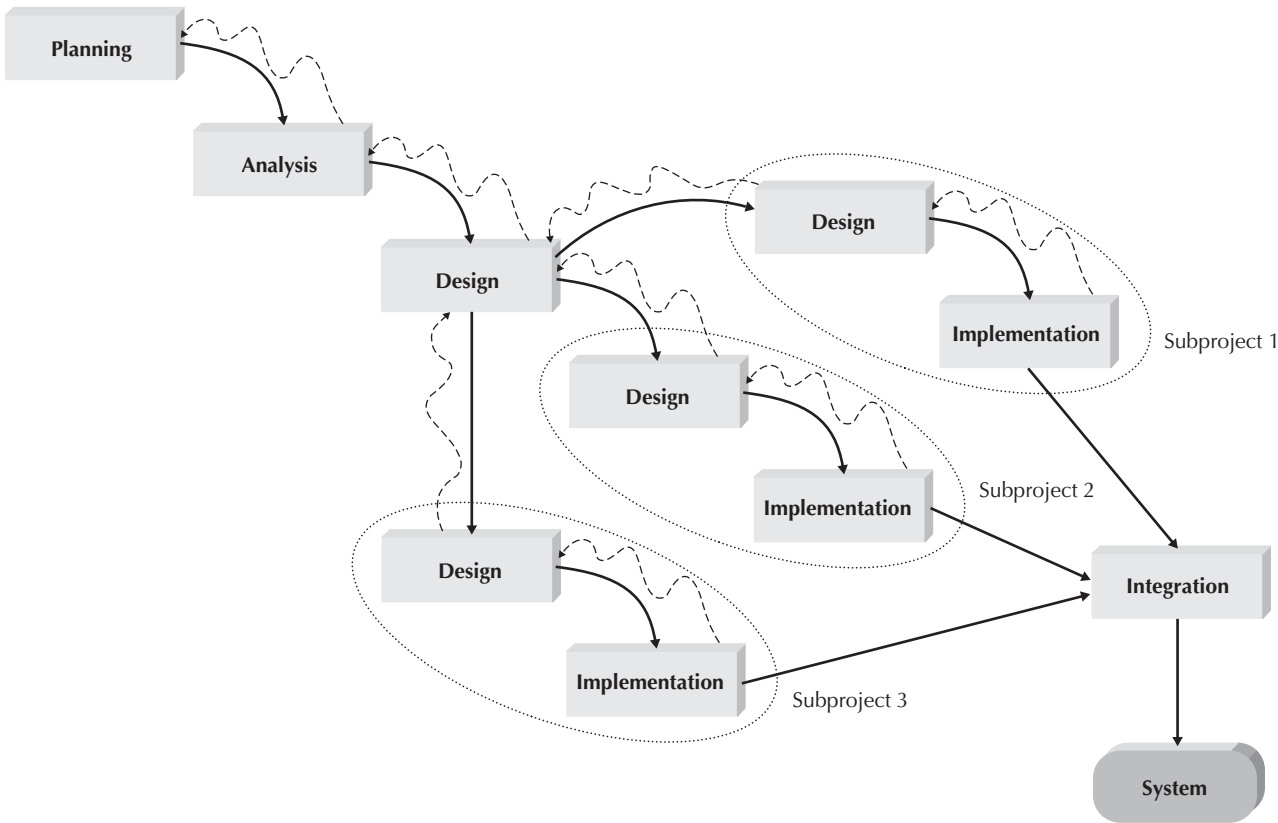 Planning
Analysis
Design
Design
Implementation
Subproject 1
Design
Implementation
Subproject 2
Design
Implementation
Subproject 3
Integration
System